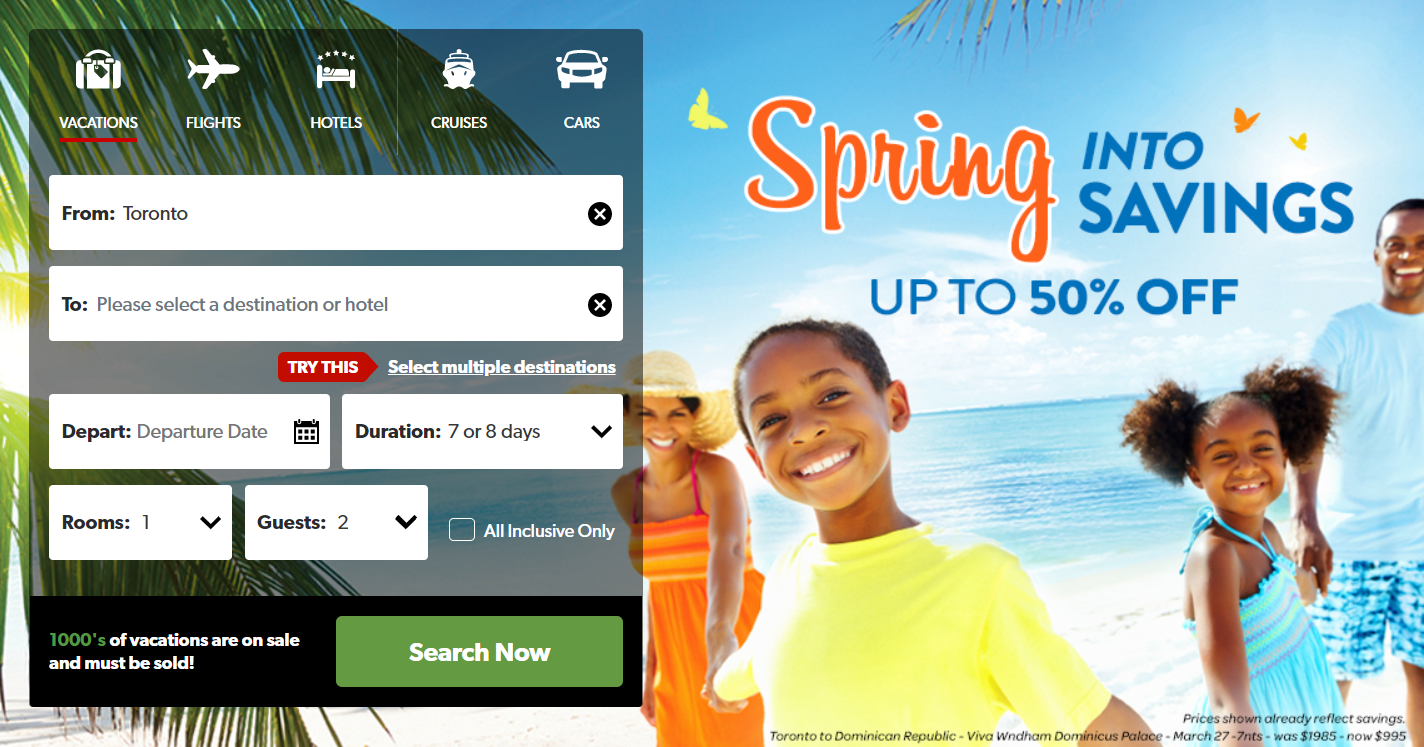 VACATIONS
FLIGHTS
HOTELS
CRUISES
CARS
From: Toronto
To: Please select a destination or hotel
TRY THIS Select multiple destinations
Depart: Departure Date
Duration: 7 or 8 days
Rooms: 1
Guests: 2
All Inclusive Only
1000's of vacations are on sale
and must be sold!
Search Now
Spring INTO
SAVINGS
UP TO 50% OFF
Prices shown already reflect savings.
Toronto to Dominican Republic - Viva Wndham Dominicus Palace - March 27 -7nts - was $1985 - now $995